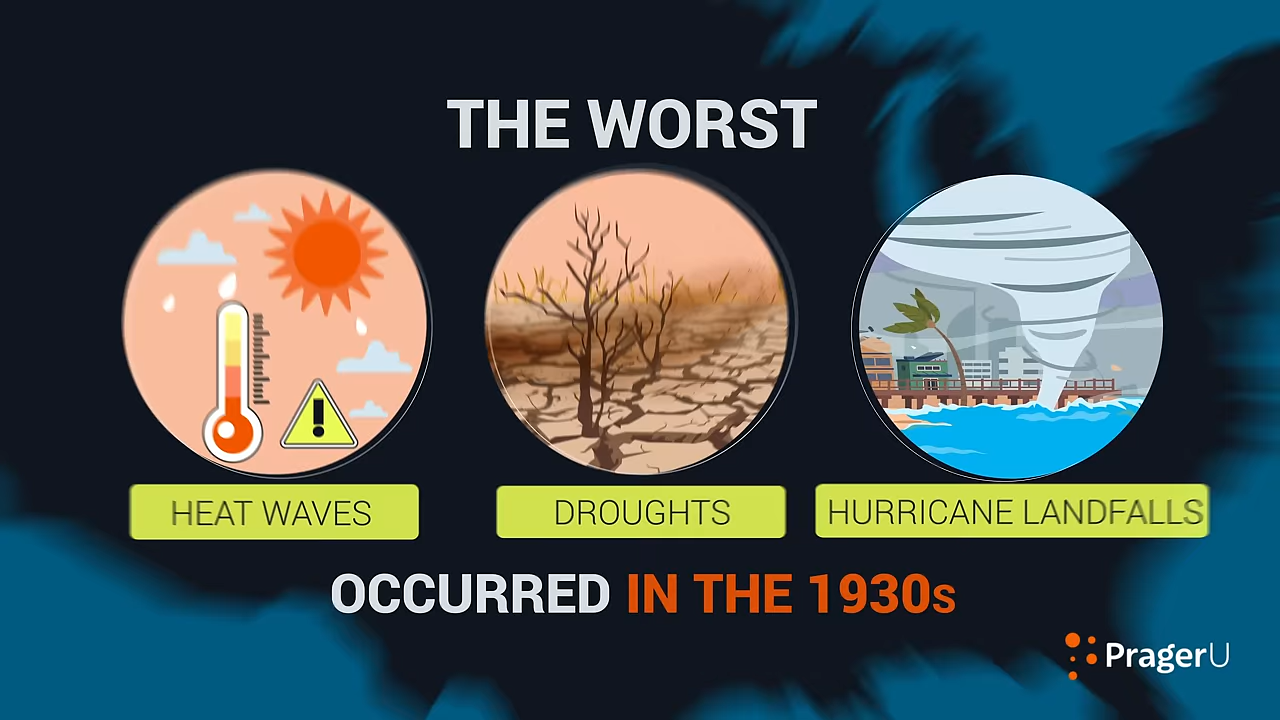 THE WORST
HEAT WAVES
DROUGHTS
HURRICANE LANDFALLS
OCCURRED IN THE 1930s
PragerU